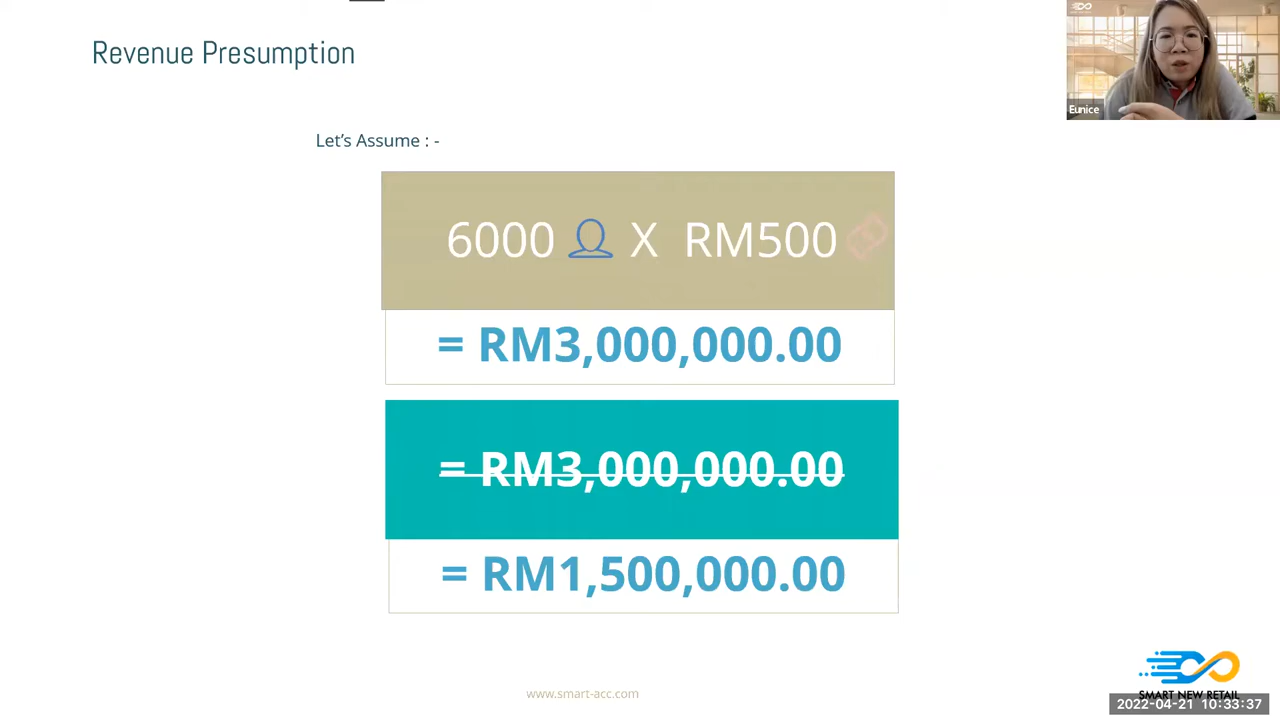 Revenue Presumption
Eunice
Let's Assume : -
6000 X RM500
= RM3,000,000.00
= RM3,000,000.00
= RM1,500,000.00
www.smart-acc.com
SMART NEW RETAIL
2022-04-21 10:33:37